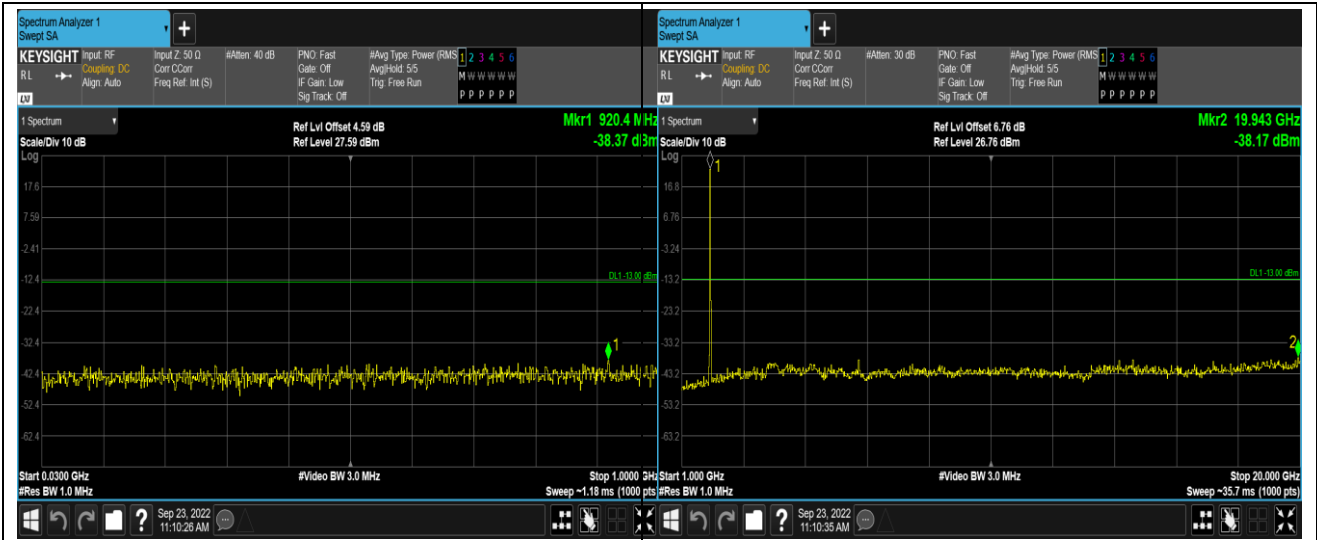 Spectrum Analyzer 1
Swept SA
+
KEYSIGHT Input: RF Input Z: 50 Ω #Atten: 40 dB PNO: Fast #Avg Type: Power (RMS 1 2 3 4 5 6
RL Coupling: DC Corr CCorr Gate: Off Avg|Hold: 5/5 M W W W W W
Align: Auto Freq Ref: Int (S) IF Gain: Low Trig: Free Run
LXI Sig Track: Off P P P P P P
1 Spectrum Ref Lvl Offset 4.59 dB Mkr1 920.4 MHz
Scale/Div 10 dB Ref Level 27.59 dBm -38.37 dBm
Log
17.6
7.59
-2.41
DL1 -13.00 dBm
-12.4
-22.4
-32.4
1
-42.4
-52.4
-62.4
Start 0.0300 GHz #Video BW 3.0 MHz Stop 1.0000 GHz
#Res BW 1.0 MHz Sweep ~1.18 ms (1000 pts)
? Sep 23, 2022
11:10:26 AM
Spectrum Analyzer 1
Swept SA
+
KEYSIGHT Input: RF Input Z: 50 Ω #Atten: 30 dB PNO: Fast #Avg Type: Power (RMS 1 2 3 4 5 6
RL Coupling: DC Corr CCorr Gate: Off Avg|Hold: 5/5 M W W W W W
Align: Auto Freq Ref: Int (S) IF Gain: Low Trig: Free Run
LXI Sig Track: Off P P P P P P
1 Spectrum Ref Lvl Offset 6.76 dB Mkr2 19.943 GHz
Scale/Div 10 dB Ref Level 26.76 dBm -38.17 dBm
Log
1
16.8
6.76
-3.24
DL1 -13.00 dBm
-13.2
-23.2
-33.2
2
-43.2
-53.2
-63.2
Start 1.000 GHz #Video BW 3.0 MHz Stop 20.000 GHz
#Res BW 1.0 MHz Sweep ~35.7 ms (1000 pts)
? Sep 23, 2022
11:10:35 AM